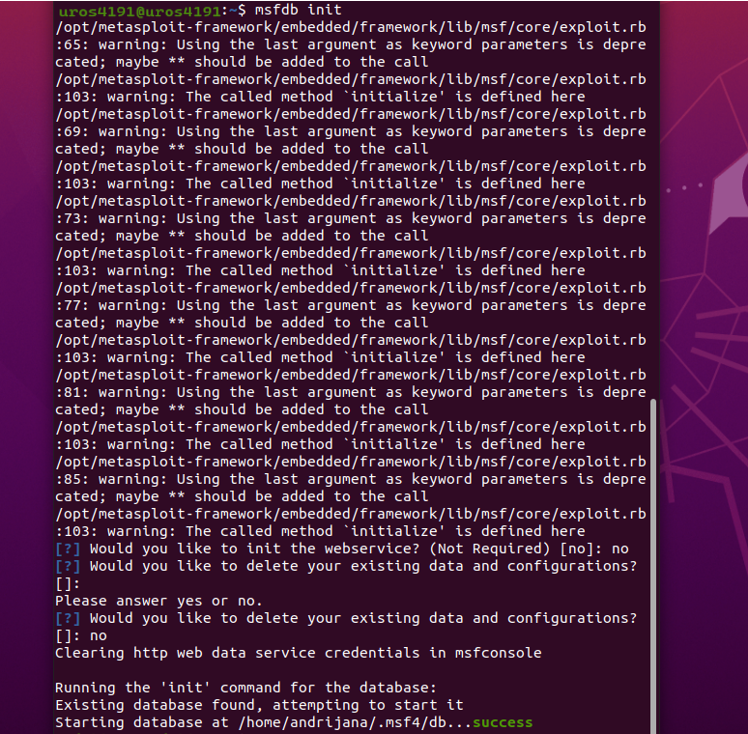 uros4191@uros4191:~$ msfdb init
/opt/metasploit-framework/embedded/framework/lib/msf/core/exploit.rb
:65: warning: Using the last argument as keyword parameters is depre
cated; maybe ** should be added to the call
/opt/metasploit-framework/embedded/framework/lib/msf/core/exploit.rb
:103: warning: The called method `initialize' is defined here
/opt/metasploit-framework/embedded/framework/lib/msf/core/exploit.rb
:69: warning: Using the last argument as keyword parameters is depre
cated; maybe ** should be added to the call
/opt/metasploit-framework/embedded/framework/lib/msf/core/exploit.rb
:103: warning: The called method `initialize' is defined here
/opt/metasploit-framework/embedded/framework/lib/msf/core/exploit.rb
:73: warning: Using the last argument as keyword parameters is depre
cated; maybe ** should be added to the call
/opt/metasploit-framework/embedded/framework/lib/msf/core/exploit.rb
:103: warning: The called method `initialize' is defined here
/opt/metasploit-framework/embedded/framework/lib/msf/core/exploit.rb
:77: warning: Using the last argument as keyword parameters is depre
cated; maybe ** should be added to the call
/opt/metasploit-framework/embedded/framework/lib/msf/core/exploit.rb
:103: warning: The called method `initialize' is defined here
/opt/metasploit-framework/embedded/framework/lib/msf/core/exploit.rb
:81: warning: Using the last argument as keyword parameters is depre
cated; maybe ** should be added to the call
/opt/metasploit-framework/embedded/framework/lib/msf/core/exploit.rb
:103: warning: The called method `initialize' is defined here
/opt/metasploit-framework/embedded/framework/lib/msf/core/exploit.rb
:85: warning: Using the last argument as keyword parameters is depre
cated; maybe ** should be added to the call
/opt/metasploit-framework/embedded/framework/lib/msf/core/exploit.rb
:103: warning: The called method `initialize' is defined here
[?] Would you like to init the webservice? (Not Required) [no]: no
[?] Would you like to delete your existing data and configurations?
[]:
Please answer yes or no.
[?] Would you like to delete your existing data and configurations?
[]: no
Clearing http web data service credentials in msfconsole
Running the 'init' command for the database:
Existing database found, attempting to start it
Starting database at /home/andrijana/.msf4/db...success